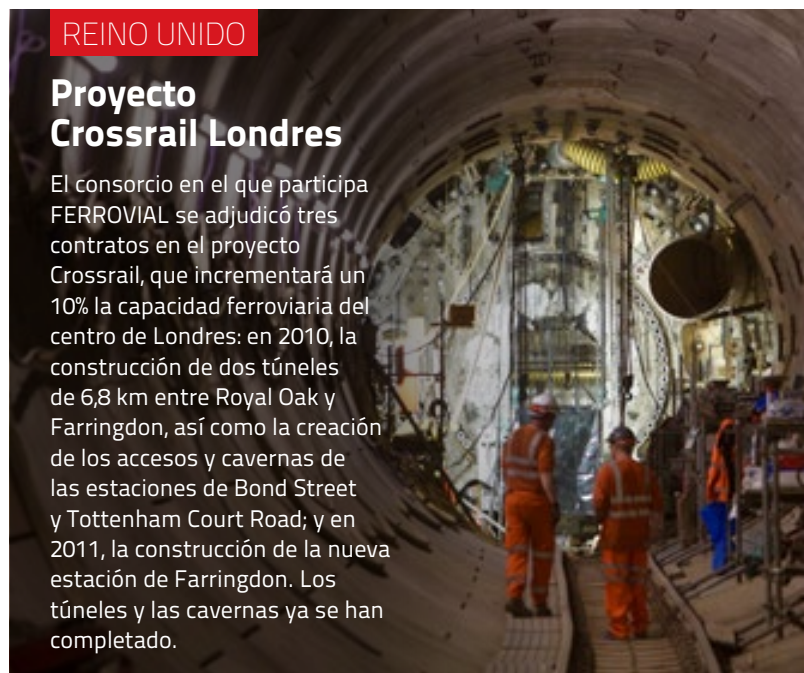 REINO UNIDO
Proyecto
Crossrail Londres
El consorcio en el que participa
FERROVIAL se adjudicó tres
contratos en el proyecto
Crossrail, que incrementará un
10% la capacidad ferroviaria del
centro de Londres: en 2010, la
construcción de dos túneles
de 6,8 km entre Royal Oak y
Farringdon, así como la creación
de los accesos y cavernas de
las estaciones de Bond Street
y Tottenham Court Road; y en
2011, la construcción de la nueva
estación de Farringdon. Los
túneles y las cavernas ya se han
completado.